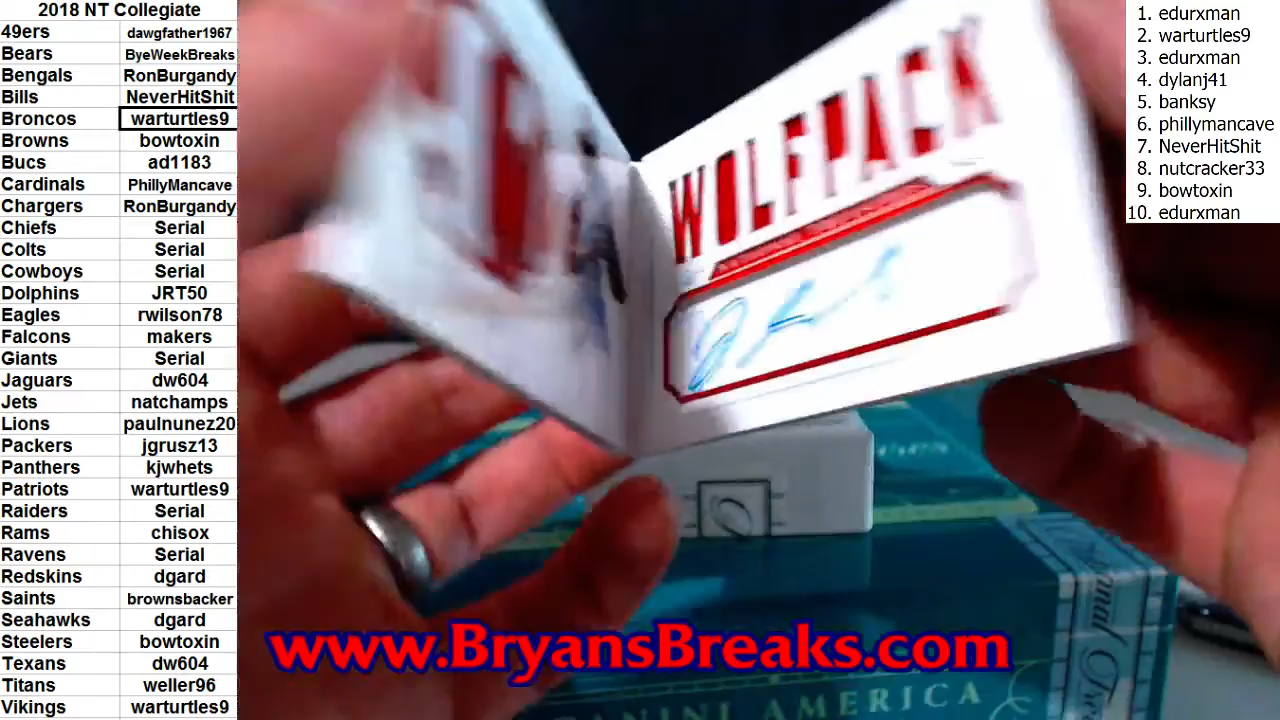 2018 NT Collegiate
49ers dawgfather1967
Bears ByeWeekBreaks
Bengals RonBurgandy
Bills NeverHitShit
Broncos warturtles9
Browns bowtoxin
Bucs ad1183
Cardinals PhillyMancave
Chargers RonBurgandy
Chiefs Serial
Colts Serial
Cowboys Serial
Dolphins JRT50
Eagles rwilson78
Falcons makers
Giants Serial
Jaguars dw604
Jets natchamps
Lions paulnunez20
Packers jgrusz13
Panthers kjwhets
Patriots warturtles9
Raiders Serial
Rams chisox
Ravens Serial
Redskins dgard
Saints brownsbacker
Seahawks dgard
Steelers bowtoxin
Texans dw604
Titans weller96
Vikings warturtles9
WOLFPACK
www.BryansBreaks.com
PANINI AMERICA
1. edurxman
2. warturtles9
3. edurxman
4. dylanj41
5. banksy
6. phillymancave
7. NeverHitShit
8. nutcracker33
9. bowtoxin
10. edurxman